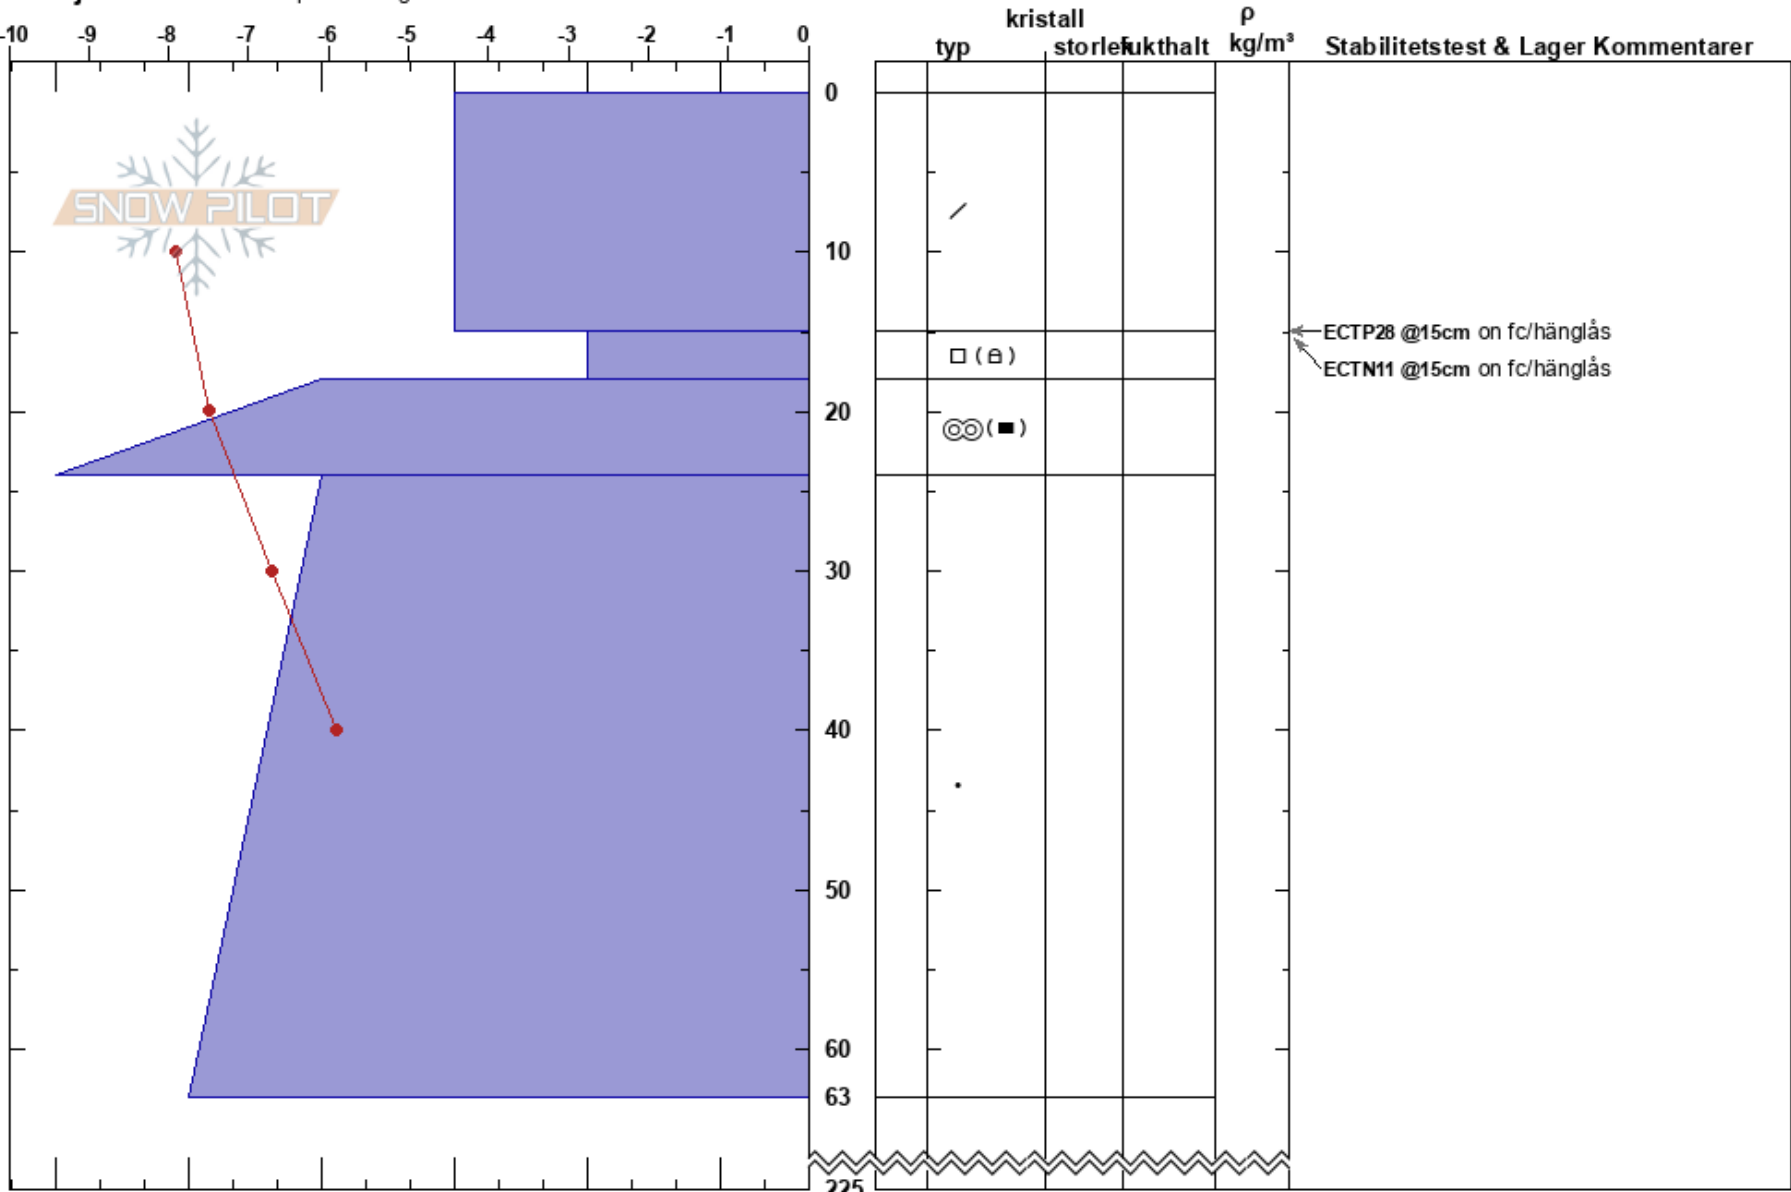 kristall ρ
-10 -9 -8 -7 -6 -5 -4 -3 -2 -1 0 typ storlek fukthalt kg/m³ Stabilitetstest & Lager Kommentarer
0
SNOW PILOT
10
ECTP28 @15cm on fc/hänglås
ECTN11 @15cm on fc/hänglås
20
30
40
50
60
63
225